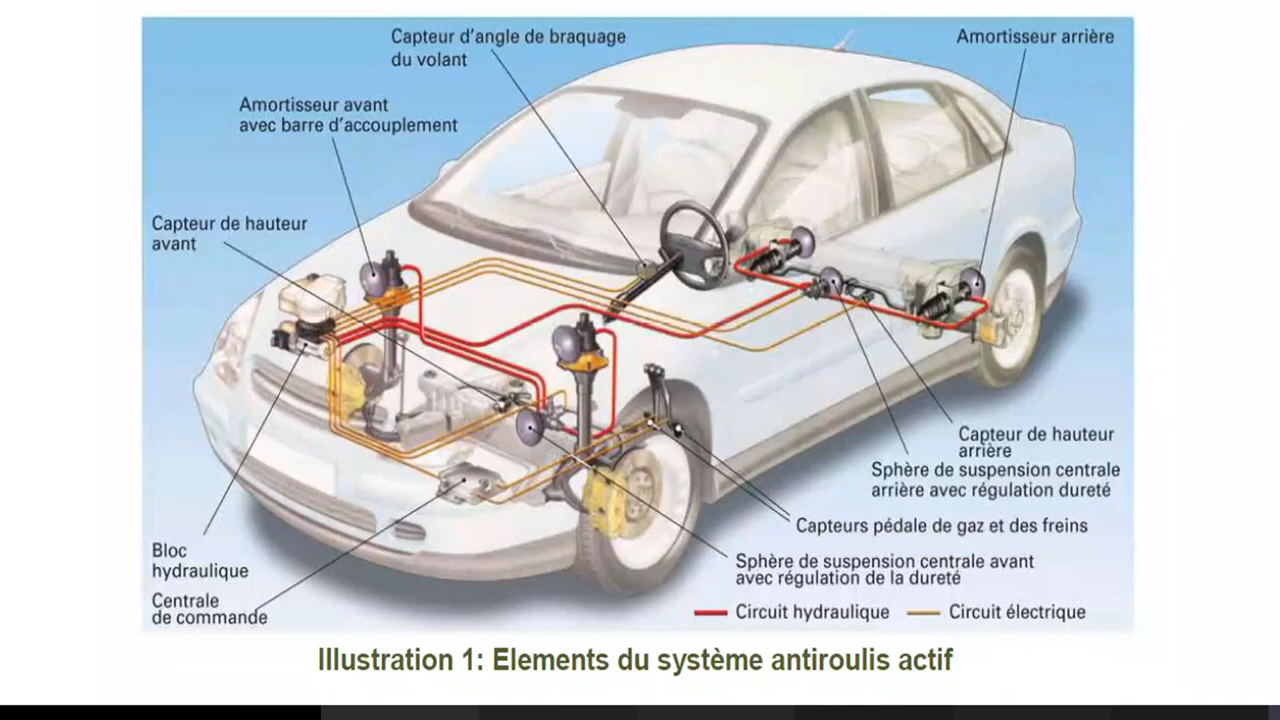 Capteur d'angle de braquage
du volant
Amortisseur arrière
Amortisseur avant
avec barre d'accouplement
Capteur de hauteur
avant
Capteur de hauteur
arrière
Sphère de suspension centrale
arrière avec régulation dureté
Capteurs pédale de gaz et des freins
Bloc
hydraulique
Sphère de suspension centrale avant
avec régulation de la dureté
Centrale
de commande
Circuit hydraulique
Circuit électrique
Illustration 1: Elements du système antiroulis actif